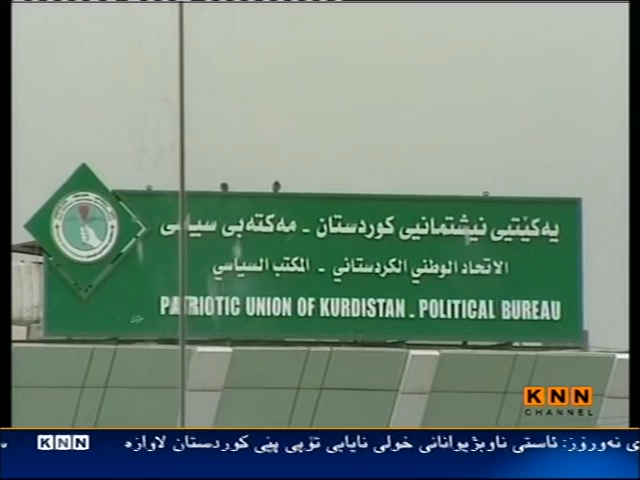 یەکێتیی نیشتمانیی کوردستان - مەکتەبی سیاسی
الاتحاد الوطني الكردستاني - المكتب السياسي
PATRIOTIC UNION OF KURDISTAN - POLITICAL BUREAU
KNN
CHANNEL
ی نەورۆز: ئاستی ناوبژیوانانی خولی نایابی تۆپی پێی کوردستان لاوازە KNN